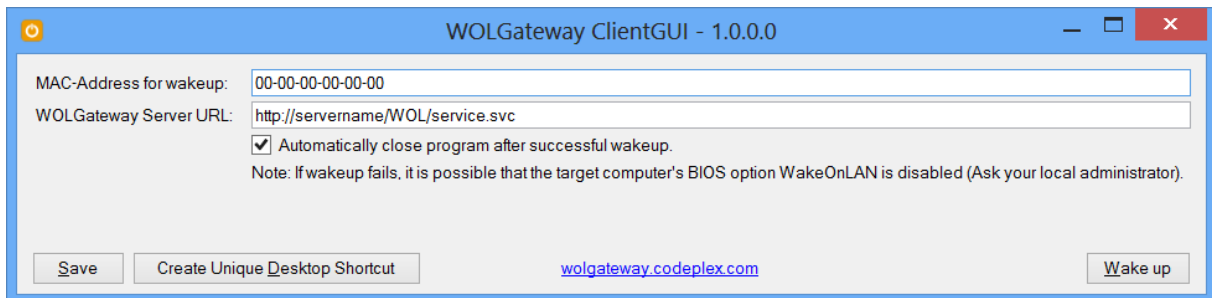 WOLGateway ClientGUI - 1.0.0.0
MAC-Address for wakeup: 00-00-00-00-00-00
WOLGateway Server URL: http://servername/WOL/service.svc
Automatically close program after successful wakeup.
Note: If wakeup fails, it is possible that the target computer's BIOS option WakeOnLAN is disabled (Ask your local administrator).
Save Create Unique Desktop Shortcut wolgateway.codeplex.com Wake up